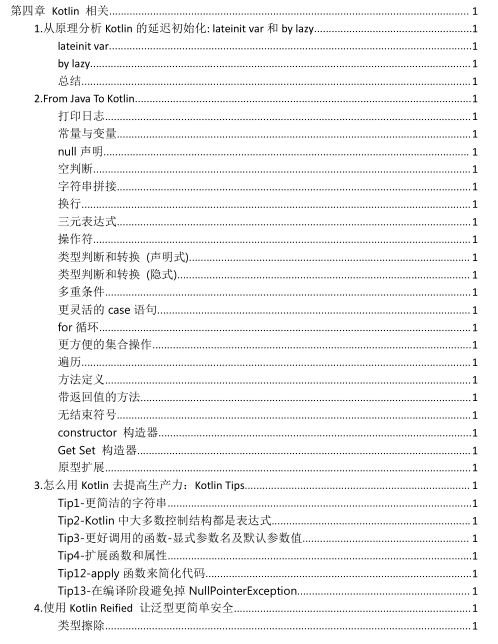 第四章 Kotlin 相关 1
1.从原理分析 Kotlin 的延迟初始化: lateinit var 和 by lazy 1
lateinit var 1
by lazy 1
总结 1
2.From Java To Kotlin 1
打印日志 1
常量与变量 1
null 声明 1
空判断 1
字符串拼接 1
换行 1
三元表达式 1
操作符 1
类型判断和转换 (声明式) 1
类型判断和转换 (隐式) 1
多重条件 1
更灵活的 case 语句 1
for 循环 1
更方便的集合操作 1
遍历 1
方法定义 1
带返回值的方法 1
无结束符号 1
constructor 构造器 1
Get Set 构造器 1
原型扩展 1
3.怎么用 Kotlin 去提高生产力：Kotlin Tips 1
Tip1-更简洁的字符串 1
Tip2-Kotlin 中大多数控制结构都是表达式 1
Tip3-更好调用的函数-显式参数名及默认参数值 1
Tip4-扩展函数和属性 1
Tip12-apply 函数来简化代码 1
Tip13-在编译阶段避免掉 NullPointerException 1
4.使用 Kotlin Reified 让泛型更简单安全 1
类型擦除 1